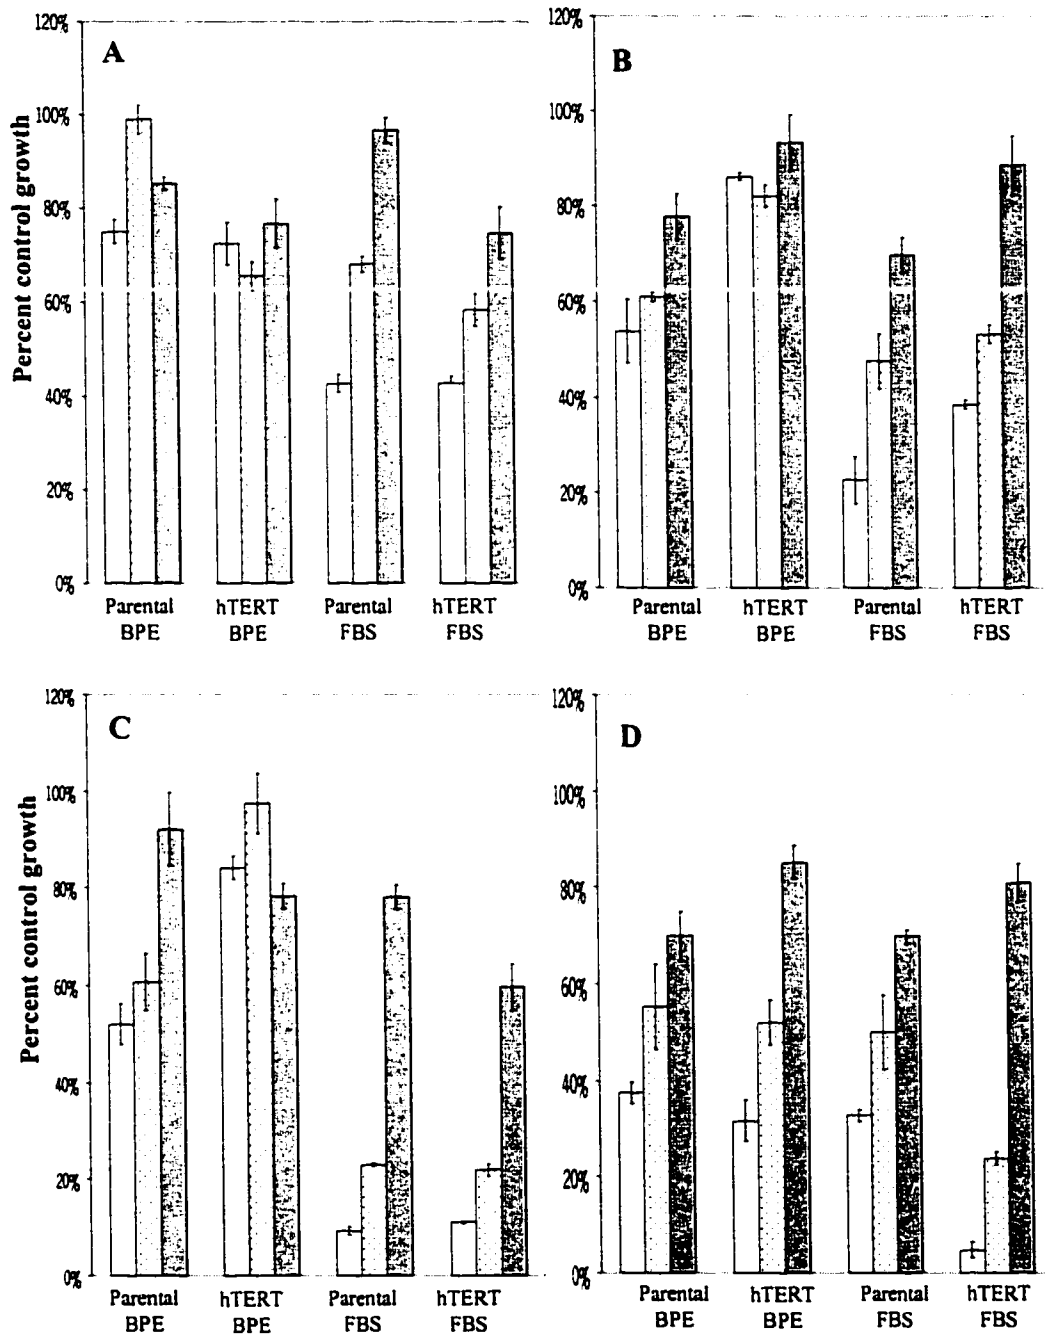 A
Percent control growth
120%
100%
80%
60%
40%
20%
0%
Parental
BPE
hTERT
BPE
Parental
FBS
hTERT
FBS
B
120%
100%
80%
60%
40%
20%
0%
Parental
BPE
hTERT
BPE
Parental
FBS
hTERT
FBS
C
Percent control growth
120%
100%
80%
60%
40%
20%
0%
Parental
BPE
hTERT
BPE
Parental
FBS
hTERT
FBS
D
120%
100%
80%
60%
40%
20%
0%
Parental
BPE
hTERT
BPE
Parental
FBS
hTERT
FBS